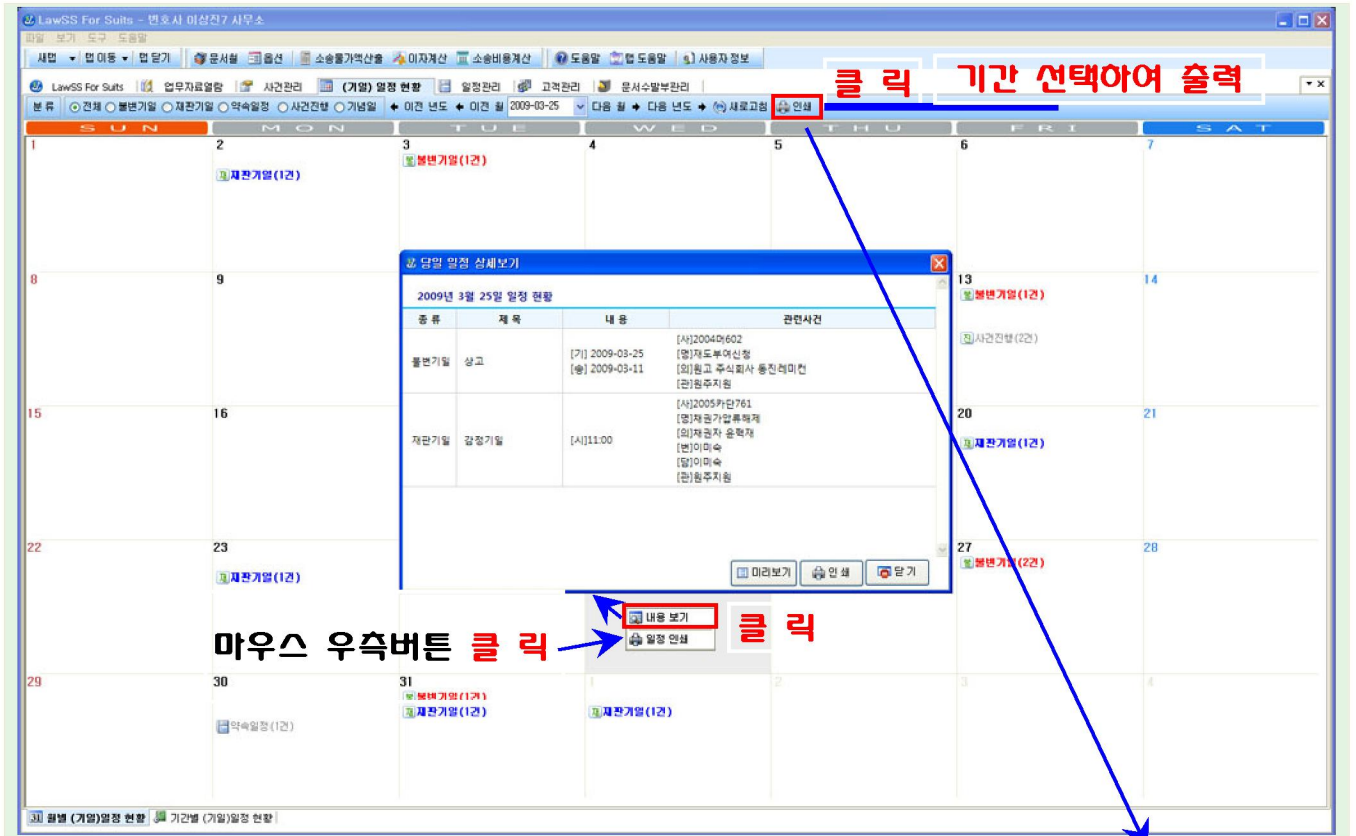 LawSS For Suits - 변호사 이삼진7 사무소
파일 보기 도구 도움말
새탭 탭이동 탭닫기 문서철 옵션 소송물가액산출 이자계산 소송비용계산 도움말 탭도움말 사용자정보
LawSS For Suits 업무자료열람 사건관리 (기일) 일정 현황 일정관리 고객관리 문서수발부관리
클 릭 기간 선택하여 출력
분류 전체 불변기일 재판기일 약속일정 사건진행 기념일 이전 년도 이전 월 2009-03-25 다음 월 다음 년도 새로고침 인쇄
SUN MON TUE WED THU FRI SAT
1 2 3 4 5 6 7
불변기일(1건)
재판기일(1건)
8 9 13 14
불변기일(1건)
사건진행(2건)
당일 일정 상세보기
2009년 3월 25일 일정 현황
종류 제목 내용 관련사건
불변기일 상고
[기] 2009-03-25
[송] 2009-03-11
[사]2004머602
[명]재도부여신청
[의]원고 주식회사 동진레미컨
[관]원주지원
재판기일 감정기일 [시]11:00
[사]2005카단761
[명]채권가압류해제
[의]채권자 윤력재
[변]이미숙
[담]이미숙
[관]원주지원
미리보기 인쇄 닫기
15 16 20 21
재판기일(1건)
22 23 27 28
불변기일(2건)
재판기일(1건)
내용 보기
클 릭
일정 인쇄
마우스 우측버튼 클 릭
29 30 31 1 2 3 4
불변기일(1건)
재판기일(1건) 재판기일(1건)
약속일정(1건)
월별 (기일)일정 현황 기간별 (기일)일정 현황